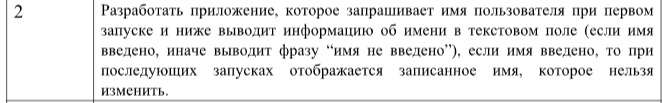 2
Разработать приложение, которое запрашивает имя пользователя при первом
запуске и ниже выводит информацию об имени в текстовом поле (если имя
введено, иначе выводит фразу “имя не введено”), если имя введено, то при
последующих запусках отображается записанное имя, которое нельзя
изменить.